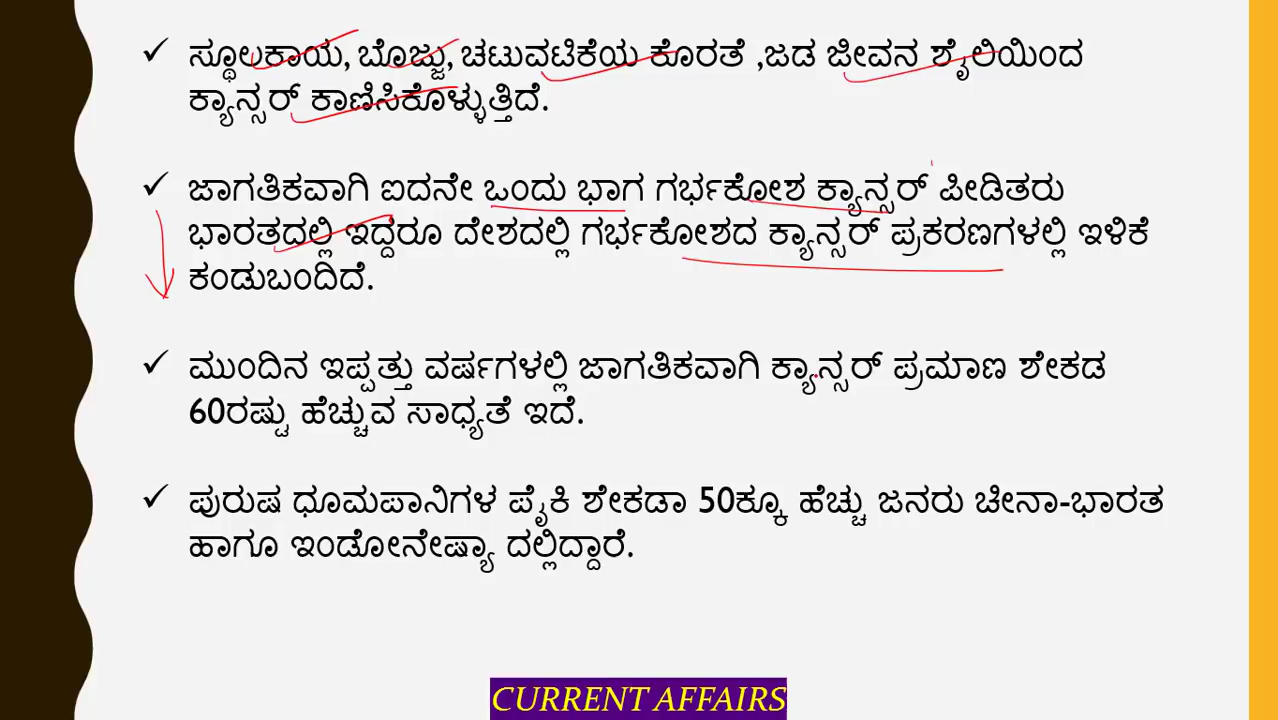 ಸ್ಥೂಲಕಾಯ, ಬೊಜ್ಜು, ಚಟುವಟಿಕೆಯ ಕೊರತೆ ,ಜಡ ಜೀವನ ಶೈಲಿಯಿಂದ
ಕ್ಯಾನ್ಸರ್ ಕಾಣಿಸಿಕೊಳ್ಳುತ್ತಿದೆ.
ಜಾಗತಿಕವಾಗಿ ಐದನೇ ಒಂದು ಭಾಗ ಗರ್ಭಕೋಶ ಕ್ಯಾನ್ಸರ್ ಪೀಡಿತರು
ಭಾರತದಲ್ಲಿ ಇದ್ದರೂ ದೇಶದಲ್ಲಿ ಗರ್ಭಕೋಶದ ಕ್ಯಾನ್ಸರ್ ಪ್ರಕರಣಗಳಲ್ಲಿ ಇಳಿಕೆ
ಕಂಡುಬಂದಿದೆ.
ಮುಂದಿನ ಇಪ್ಪತ್ತು ವರ್ಷಗಳಲ್ಲಿ ಜಾಗತಿಕವಾಗಿ ಕ್ಯಾನ್ಸರ್ ಪ್ರಮಾಣ ಶೇಕಡ
60ರಷ್ಟು ಹೆಚ್ಚುವ ಸಾಧ್ಯತೆ ಇದೆ.
ಪುರುಷ ಧೂಮಪಾನಿಗಳ ಪೈಕಿ ಶೇಕಡಾ 50ಕ್ಕೂ ಹೆಚ್ಚು ಜನರು ಚೀನಾ-ಭಾರತ
ಹಾಗೂ ಇಂಡೋನೇಷ್ಯಾ ದಲ್ಲಿದ್ದಾರೆ.
CURRENT AFFAIRS